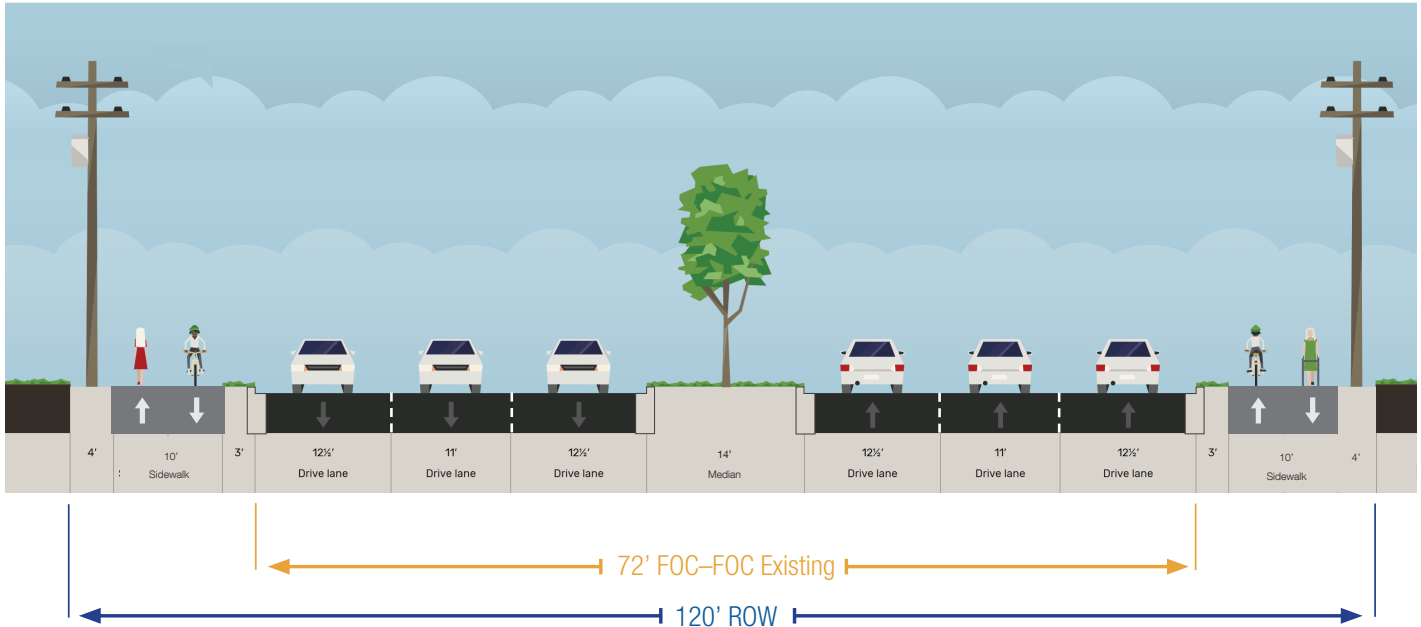 4’ 10’ 3’ 12½’ 11’ 12½’ 14’ 12½’ 11’ 12½’ 3’ 10’ 4’
: Sidewalk Drive lane Drive lane Drive lane Median Drive lane Drive lane Drive lane Sidewalk
72’ FOC–FOC Existing
120’ ROW